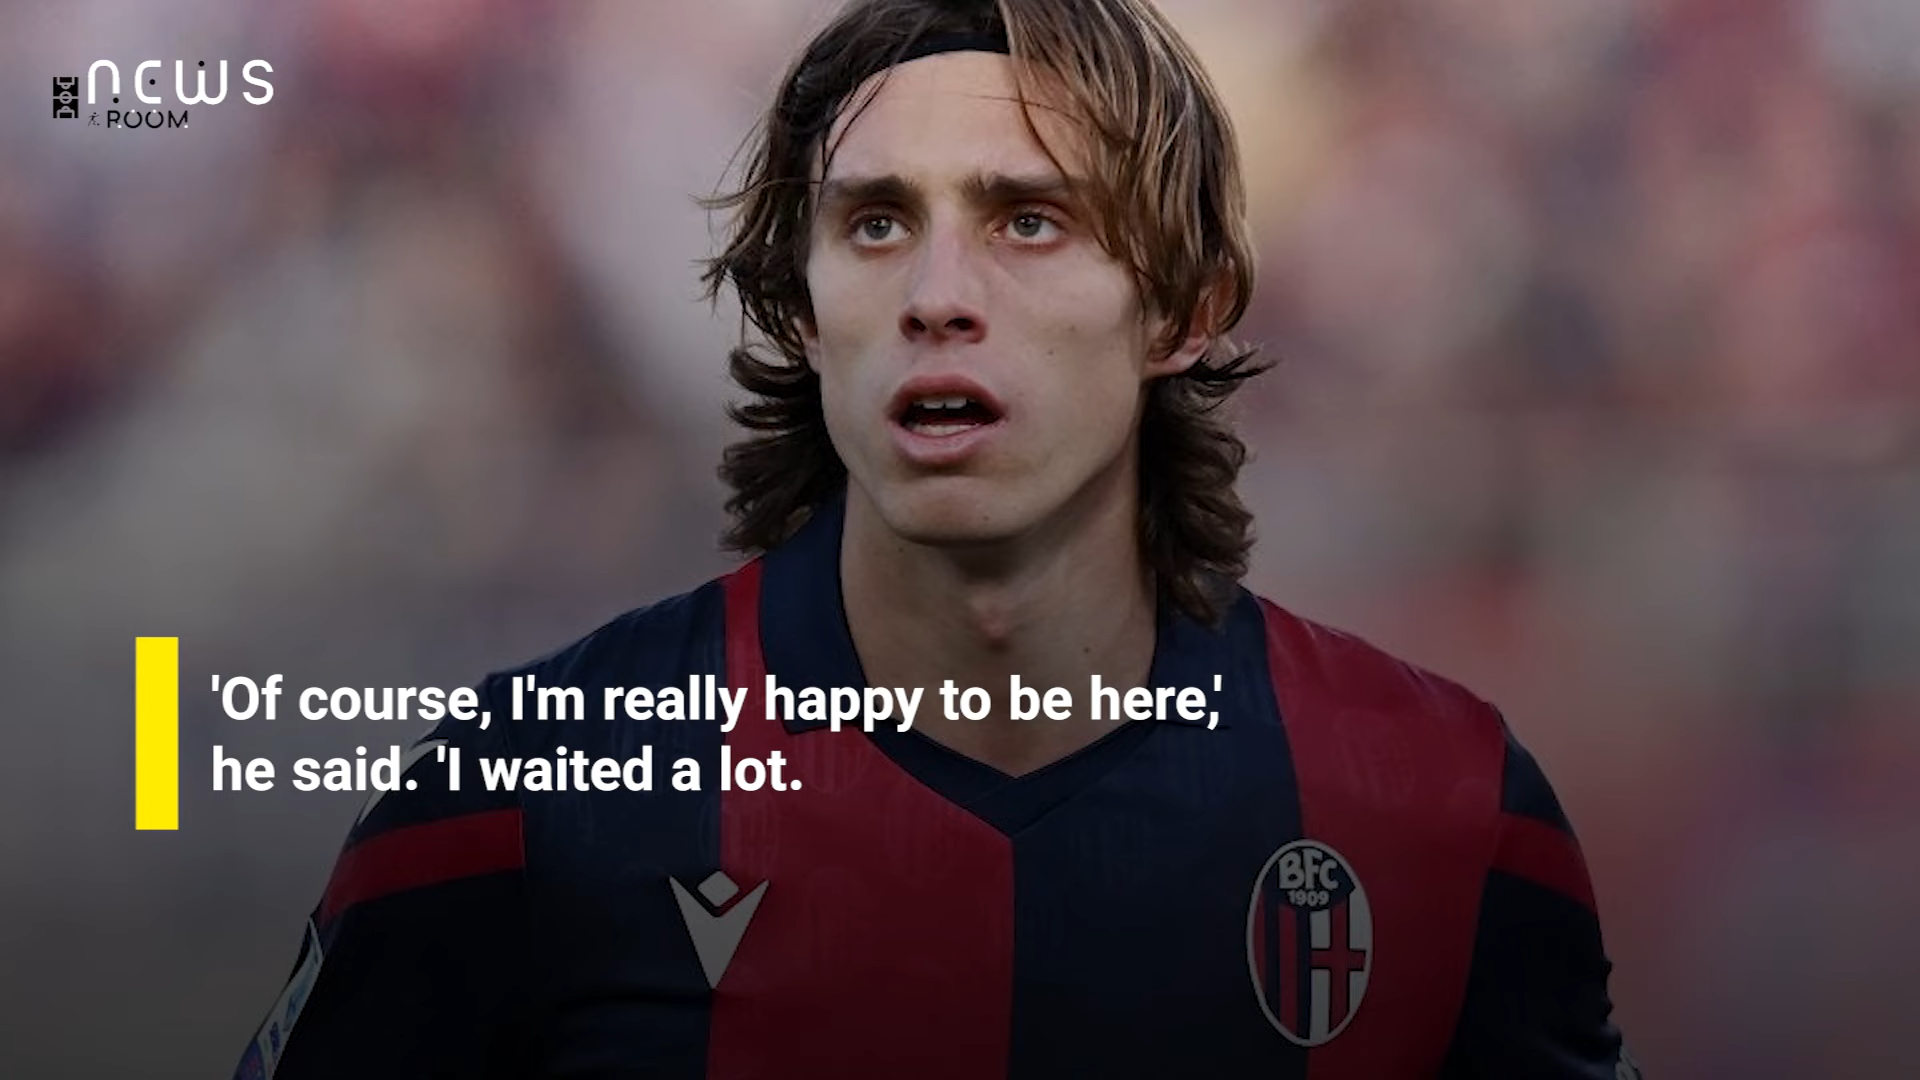 NEWS
ROOM
'Of course, I'm really happy to be here,'
he said. 'I waited a lot.
BFC
1909